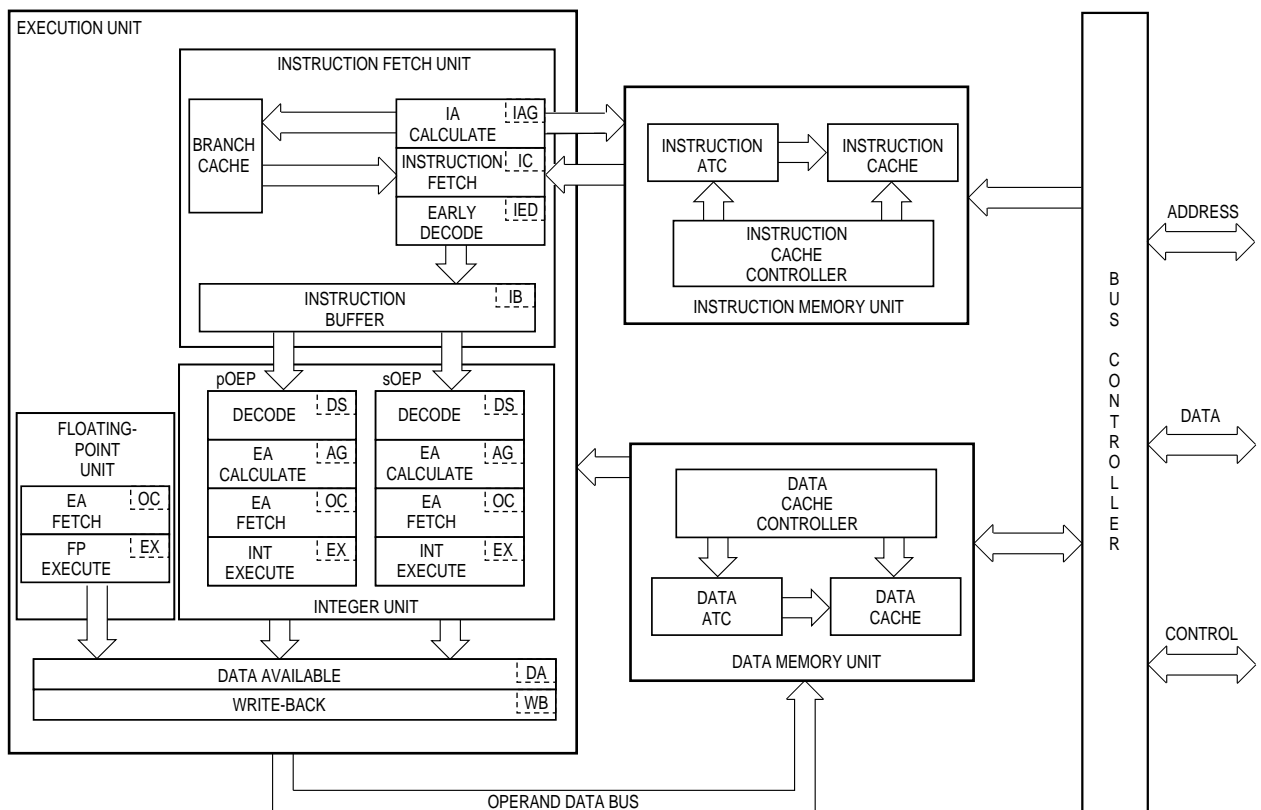 EXECUTION UNIT
INSTRUCTION FETCH UNIT
BRANCH
CACHE
IA
CALCULATE
IAG
INSTRUCTION
FETCH
IC
EARLY
DECODE
IED
INSTRUCTION
BUFFER
IB
pOEP
sOEP
DECODE
DS
EA
CALCULATE
AG
EA
FETCH
OC
INT
EXECUTE
EX
DECODE
DS
EA
CALCULATE
AG
EA
FETCH
OC
INT
EXECUTE
EX
INTEGER UNIT
FLOATING-
POINT
UNIT
EA
FETCH
OC
FP
EXECUTE
EX
DATA AVAILABLE
DA
WRITE-BACK
WB
INSTRUCTION
ATC
INSTRUCTION
CACHE
INSTRUCTION
CACHE
CONTROLLER
INSTRUCTION MEMORY UNIT
DATA
CACHE
CONTROLLER
DATA
ATC
DATA
CACHE
DATA MEMORY UNIT
OPERAND DATA BUS
BUS CONTROLLER
ADDRESS
DATA
CONTROL